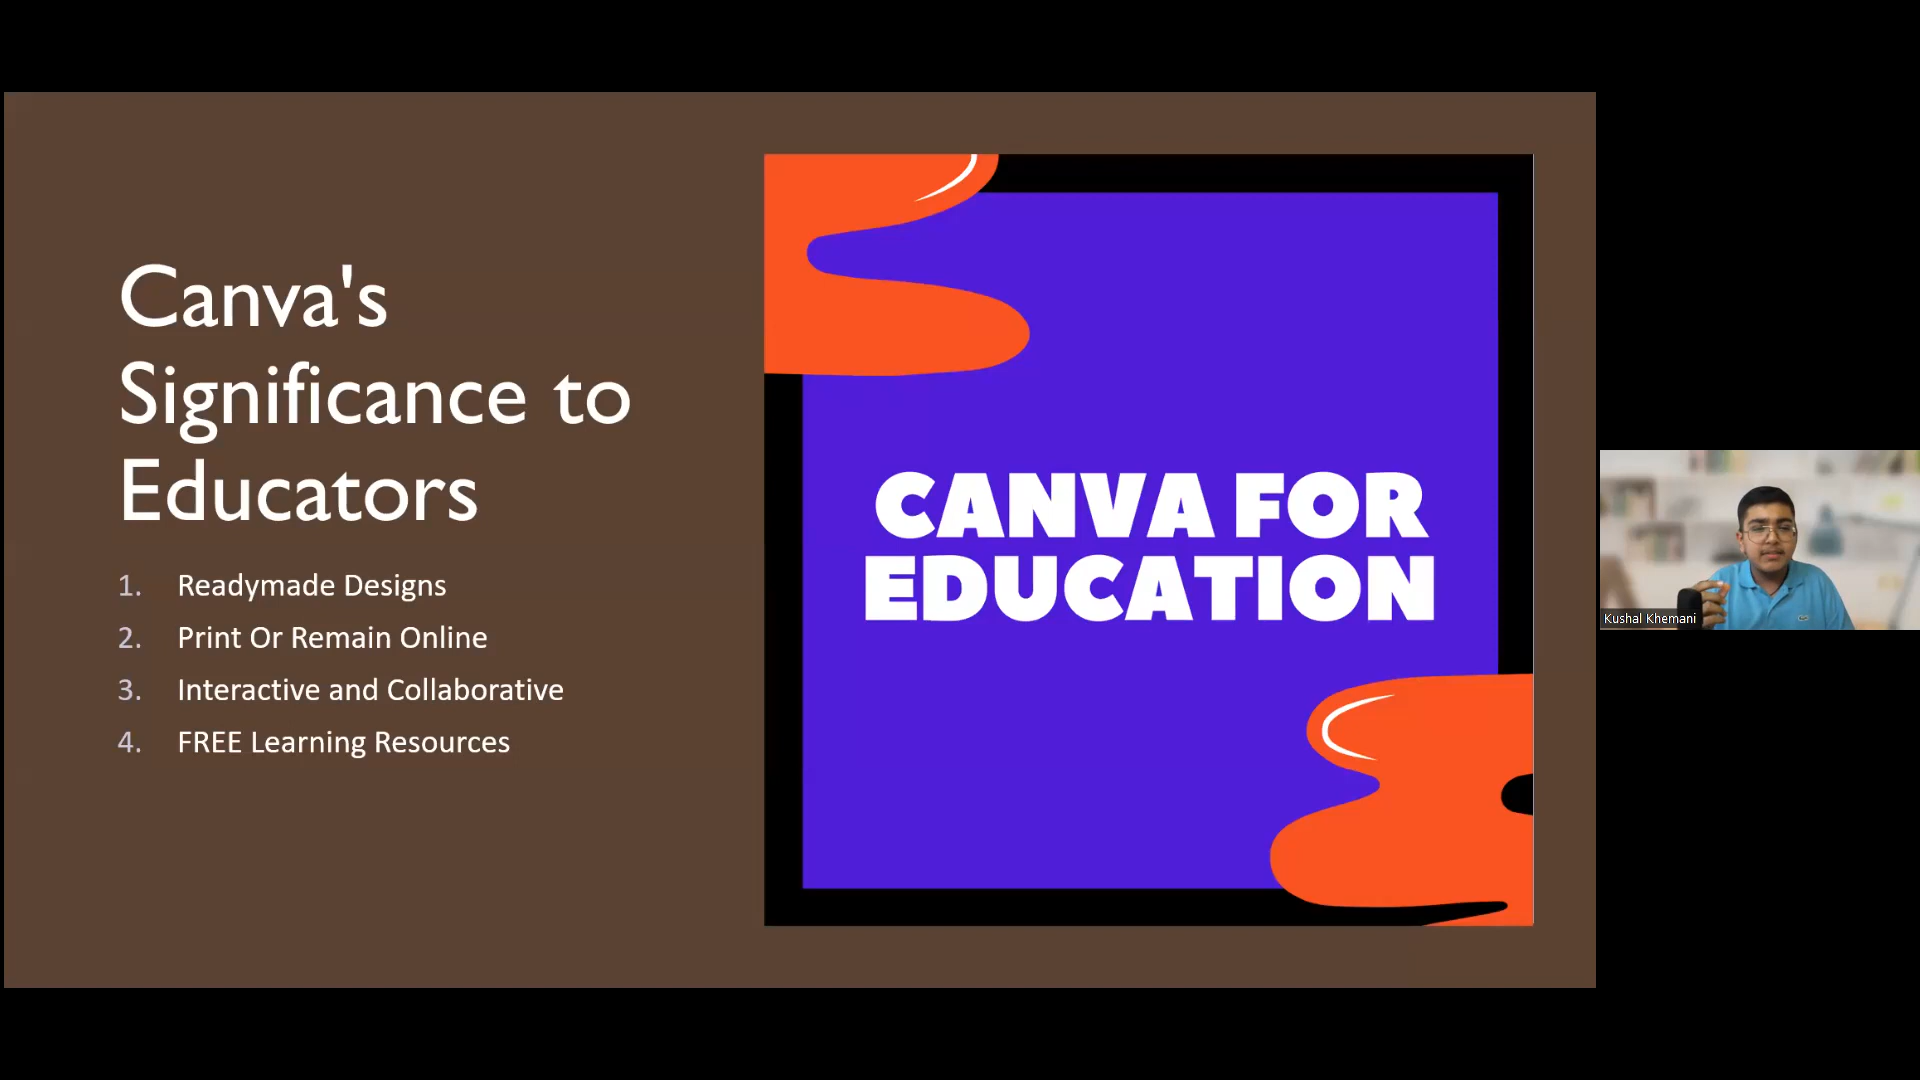 Canva's
Significance to
Educators
1. Readymade Designs
2. Print Or Remain Online
3. Interactive and Collaborative
4. FREE Learning Resources
CANVA FOR
EDUCATION
Kushal Khemani